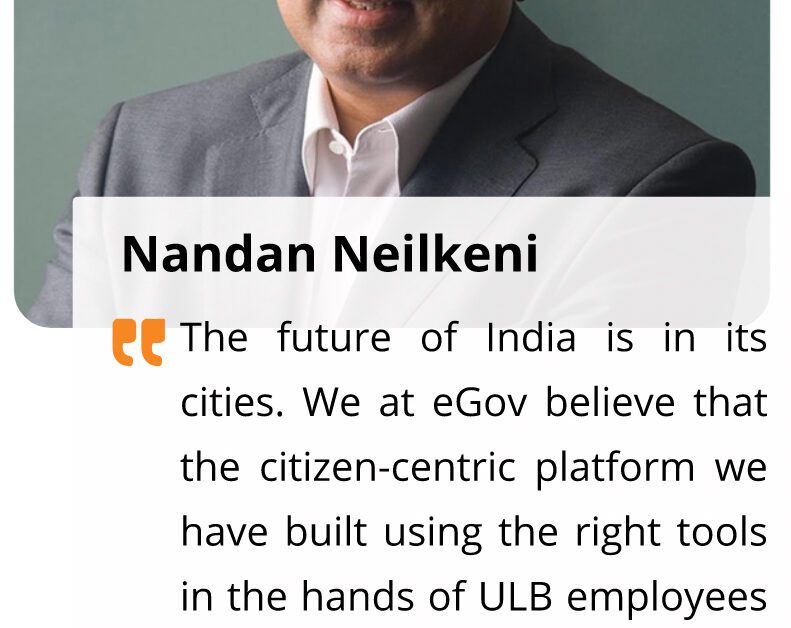 Nandan Neilkeni
The future of India is in its
cities. We at eGov believe that
the citizen-centric platform we
have built using the right tools
in the hands of ULB employees